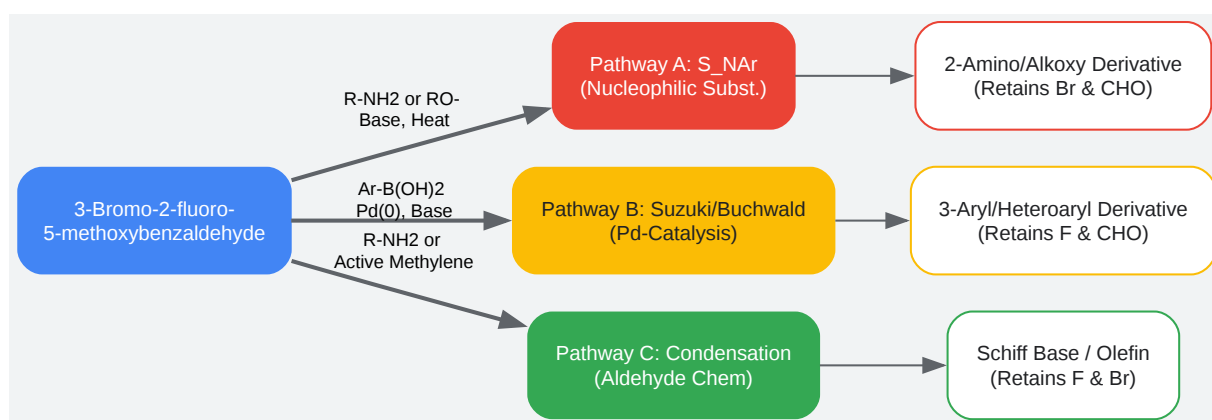 3-Bromo-2-fluoro-
5-methoxybenzaldehyde
R-NH2 or RO-
Base, Heat
Pathway A: S_NAr
(Nucleophilic Subst.)
2-Amino/Alkoxy Derivative
(Retains Br & CHO)
Ar-B(OH)2
Pd(0), Base
Pathway B: Suzuki/Buchwald
(Pd-Catalysis)
3-Aryl/Heteroaryl Derivative
(Retains F & CHO)
R-NH2 or
Active Methylene
Pathway C: Condensation
(Aldehyde Chem)
Schiff Base / Olefin
(Retains F & Br)